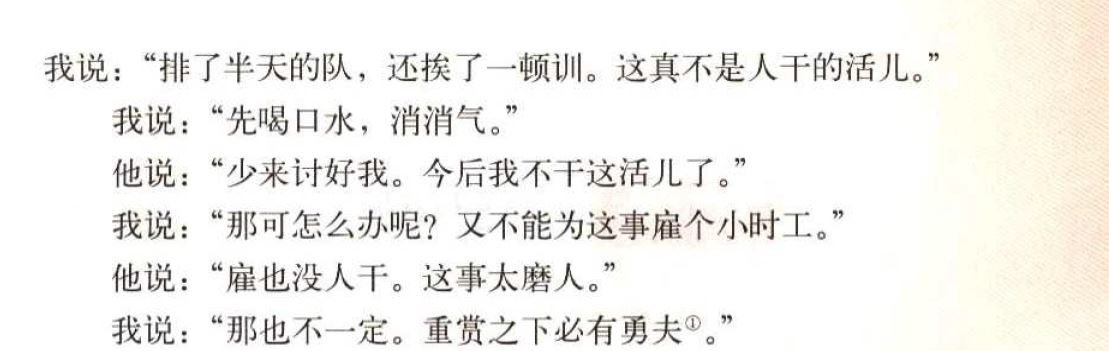 我说：“排了半天的队，还挨了一顿训。这真不是人干的活儿。”
我说：“先喝口水，消消气。”
他说：“少来讨好我。今后我不干这活儿了。”
我说：“那可怎么办呢？又不能为这事雇个小时工。”
他说：“雇也没人干。这事太磨人。”
我说：“那也不一定。重赏之下必有勇夫①。”